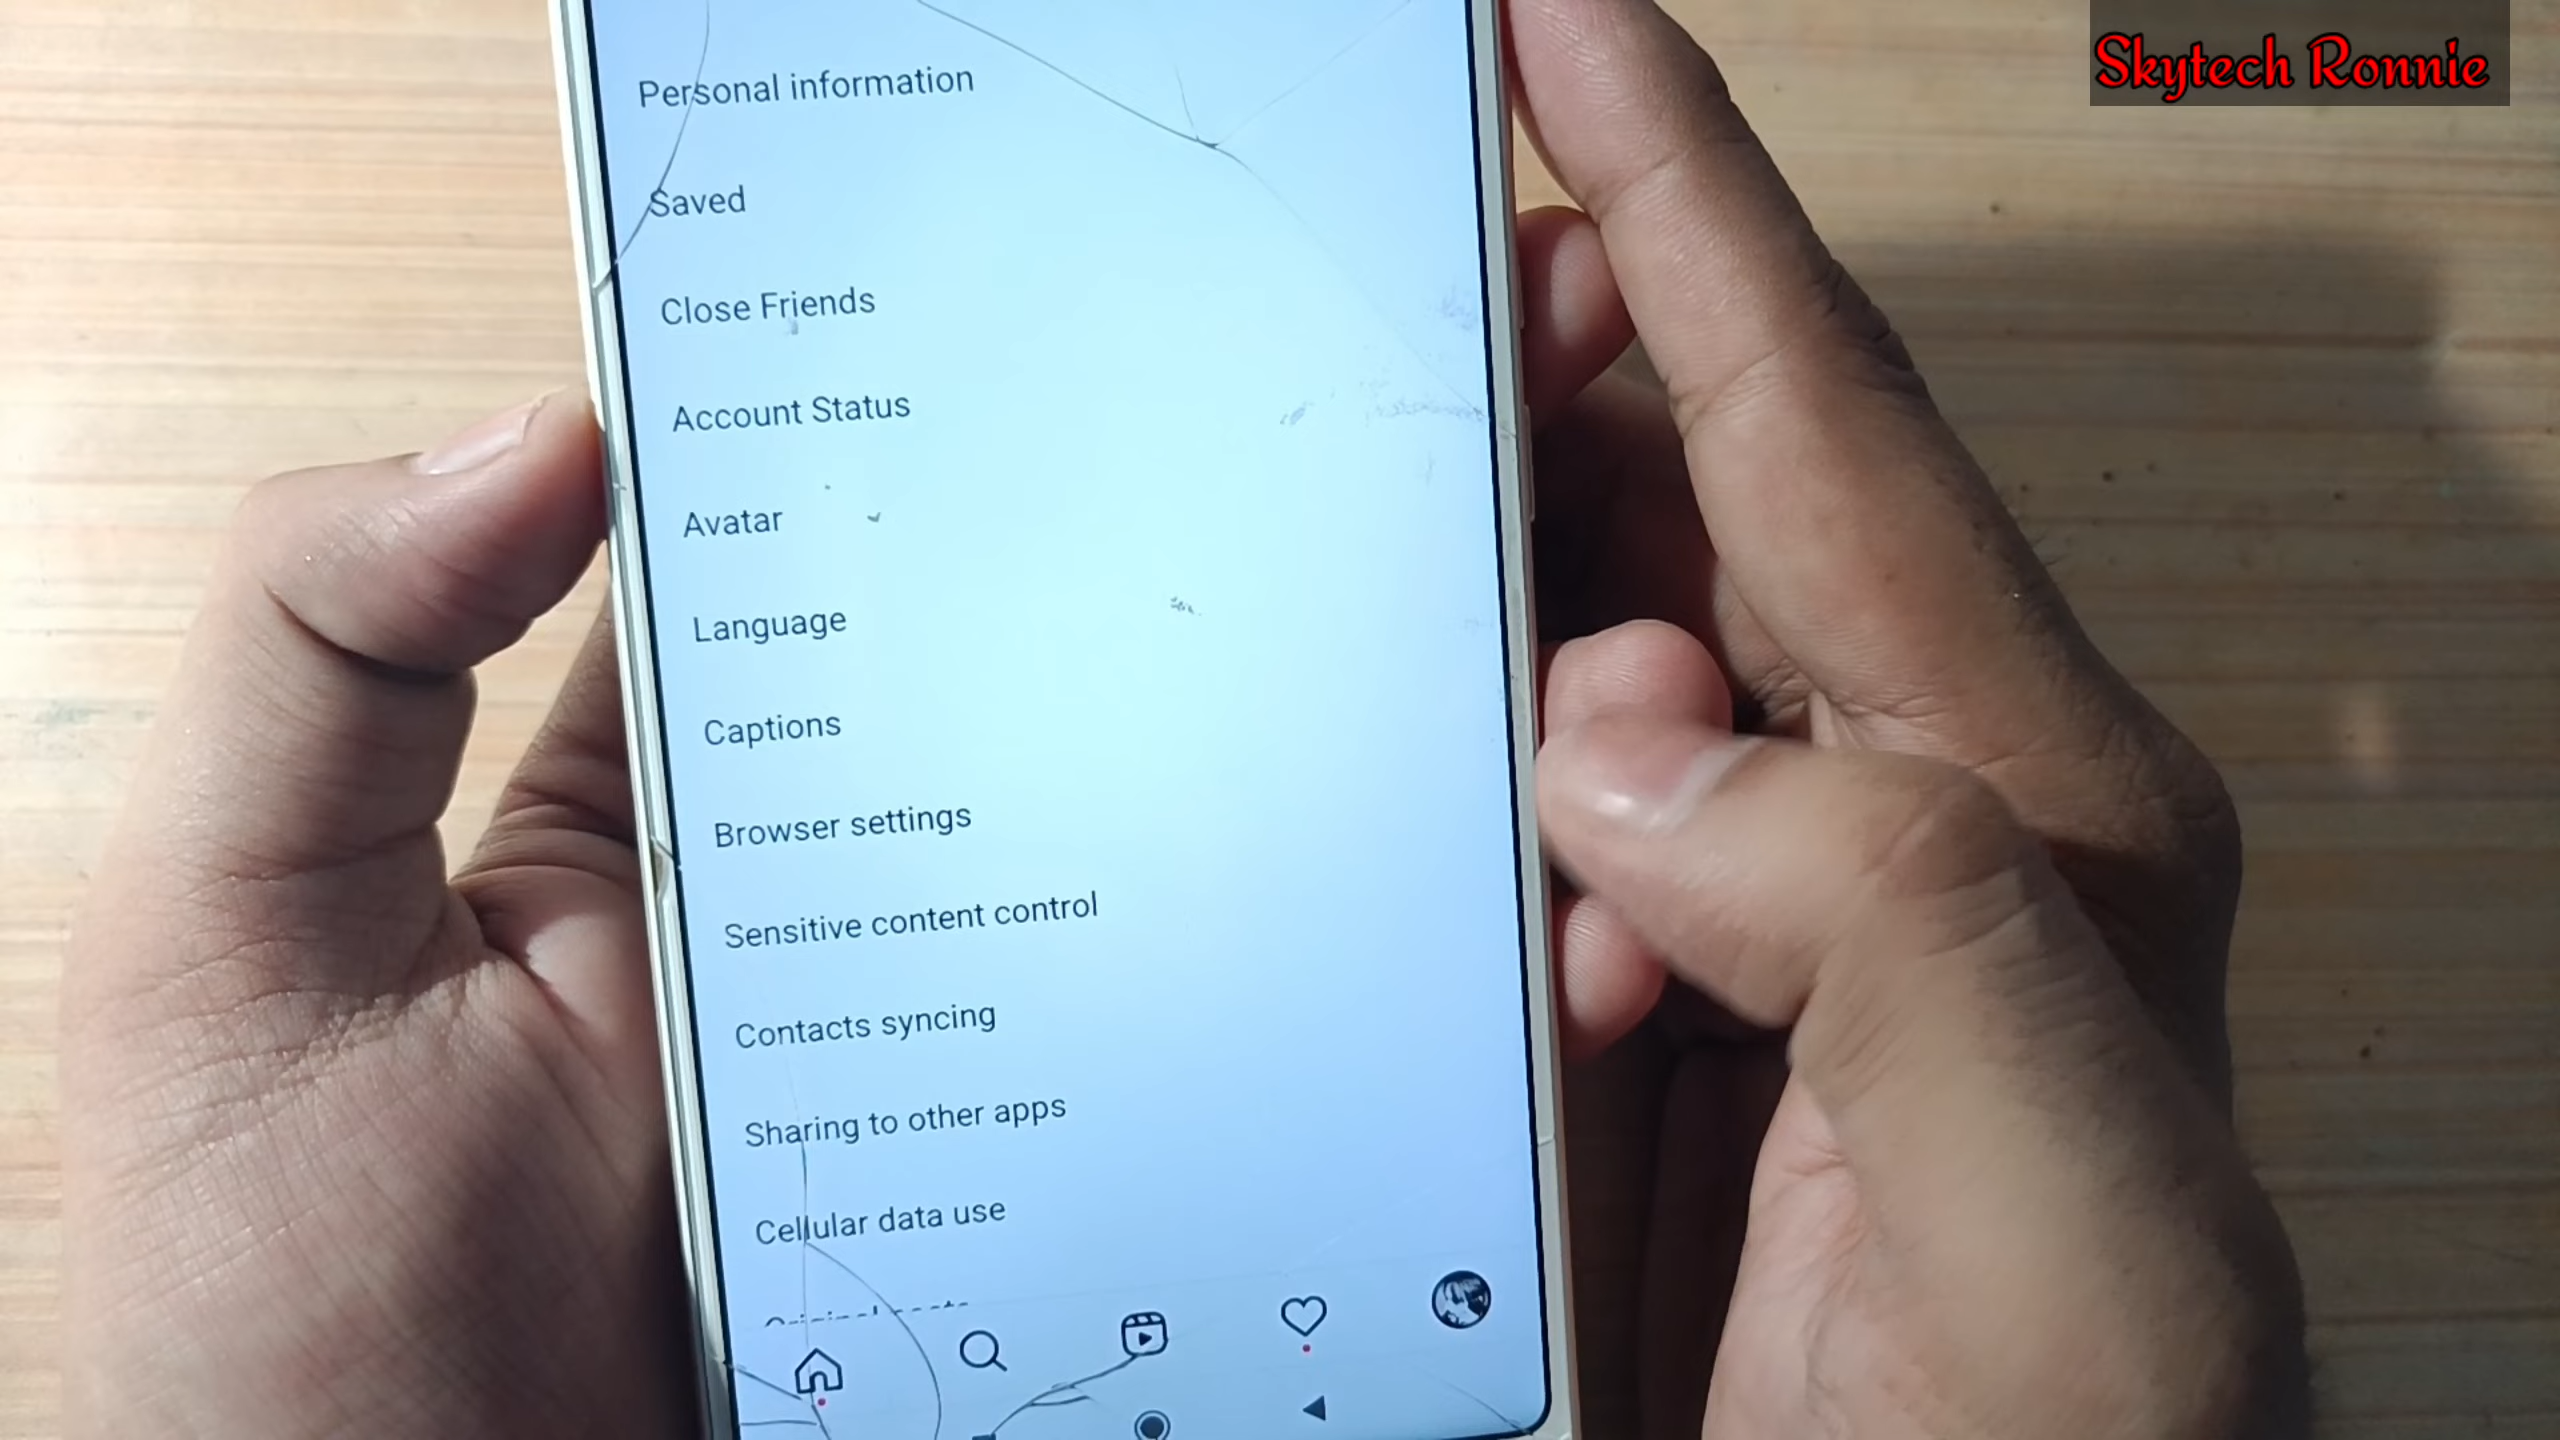 Skytech Ronnie
Personal information
Saved
Close Friends
Account Status
Avatar
Language
Captions
Browser settings
Sensitive content control
Contacts syncing
Sharing to other apps
Cellular data use